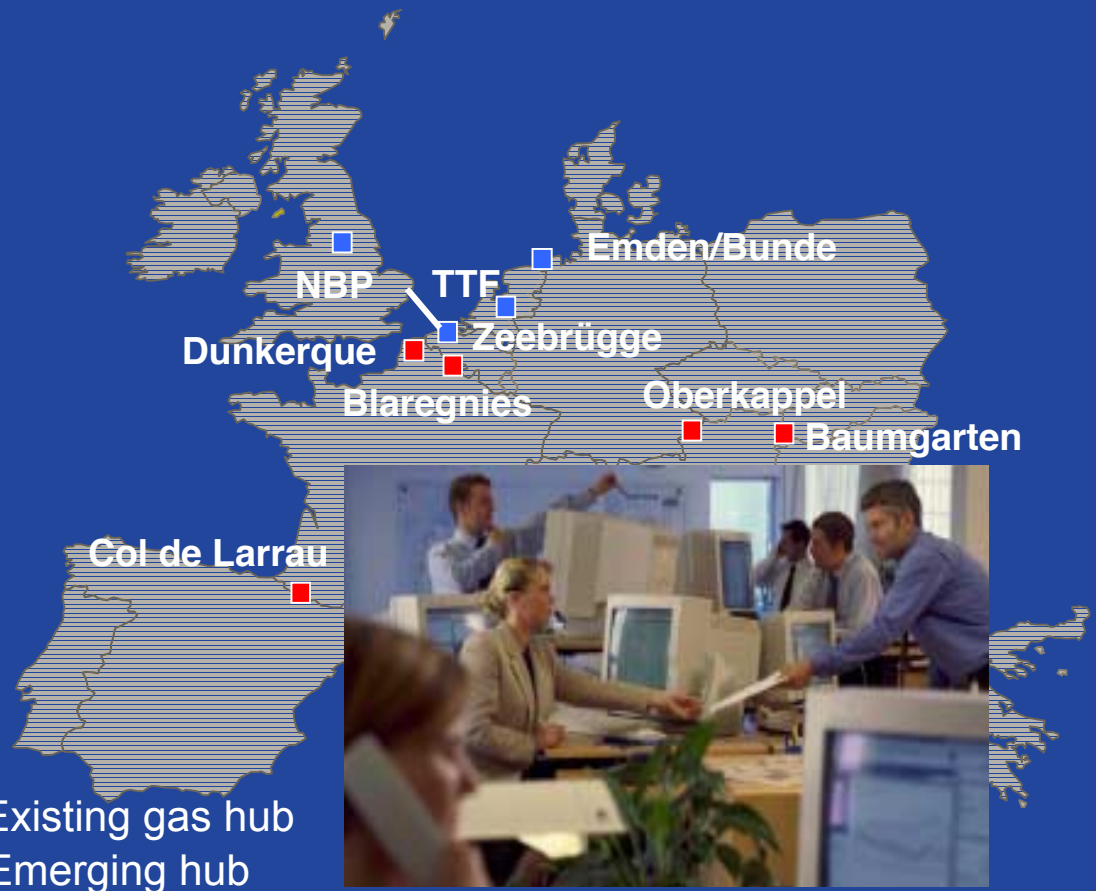 Emden/Bunde
NBP
TTF
Zeebrügge
Dunkerque
Blaregnies
Oberkappel
Baumgarten
Col de Larrau
Existing gas hub
Emerging hub